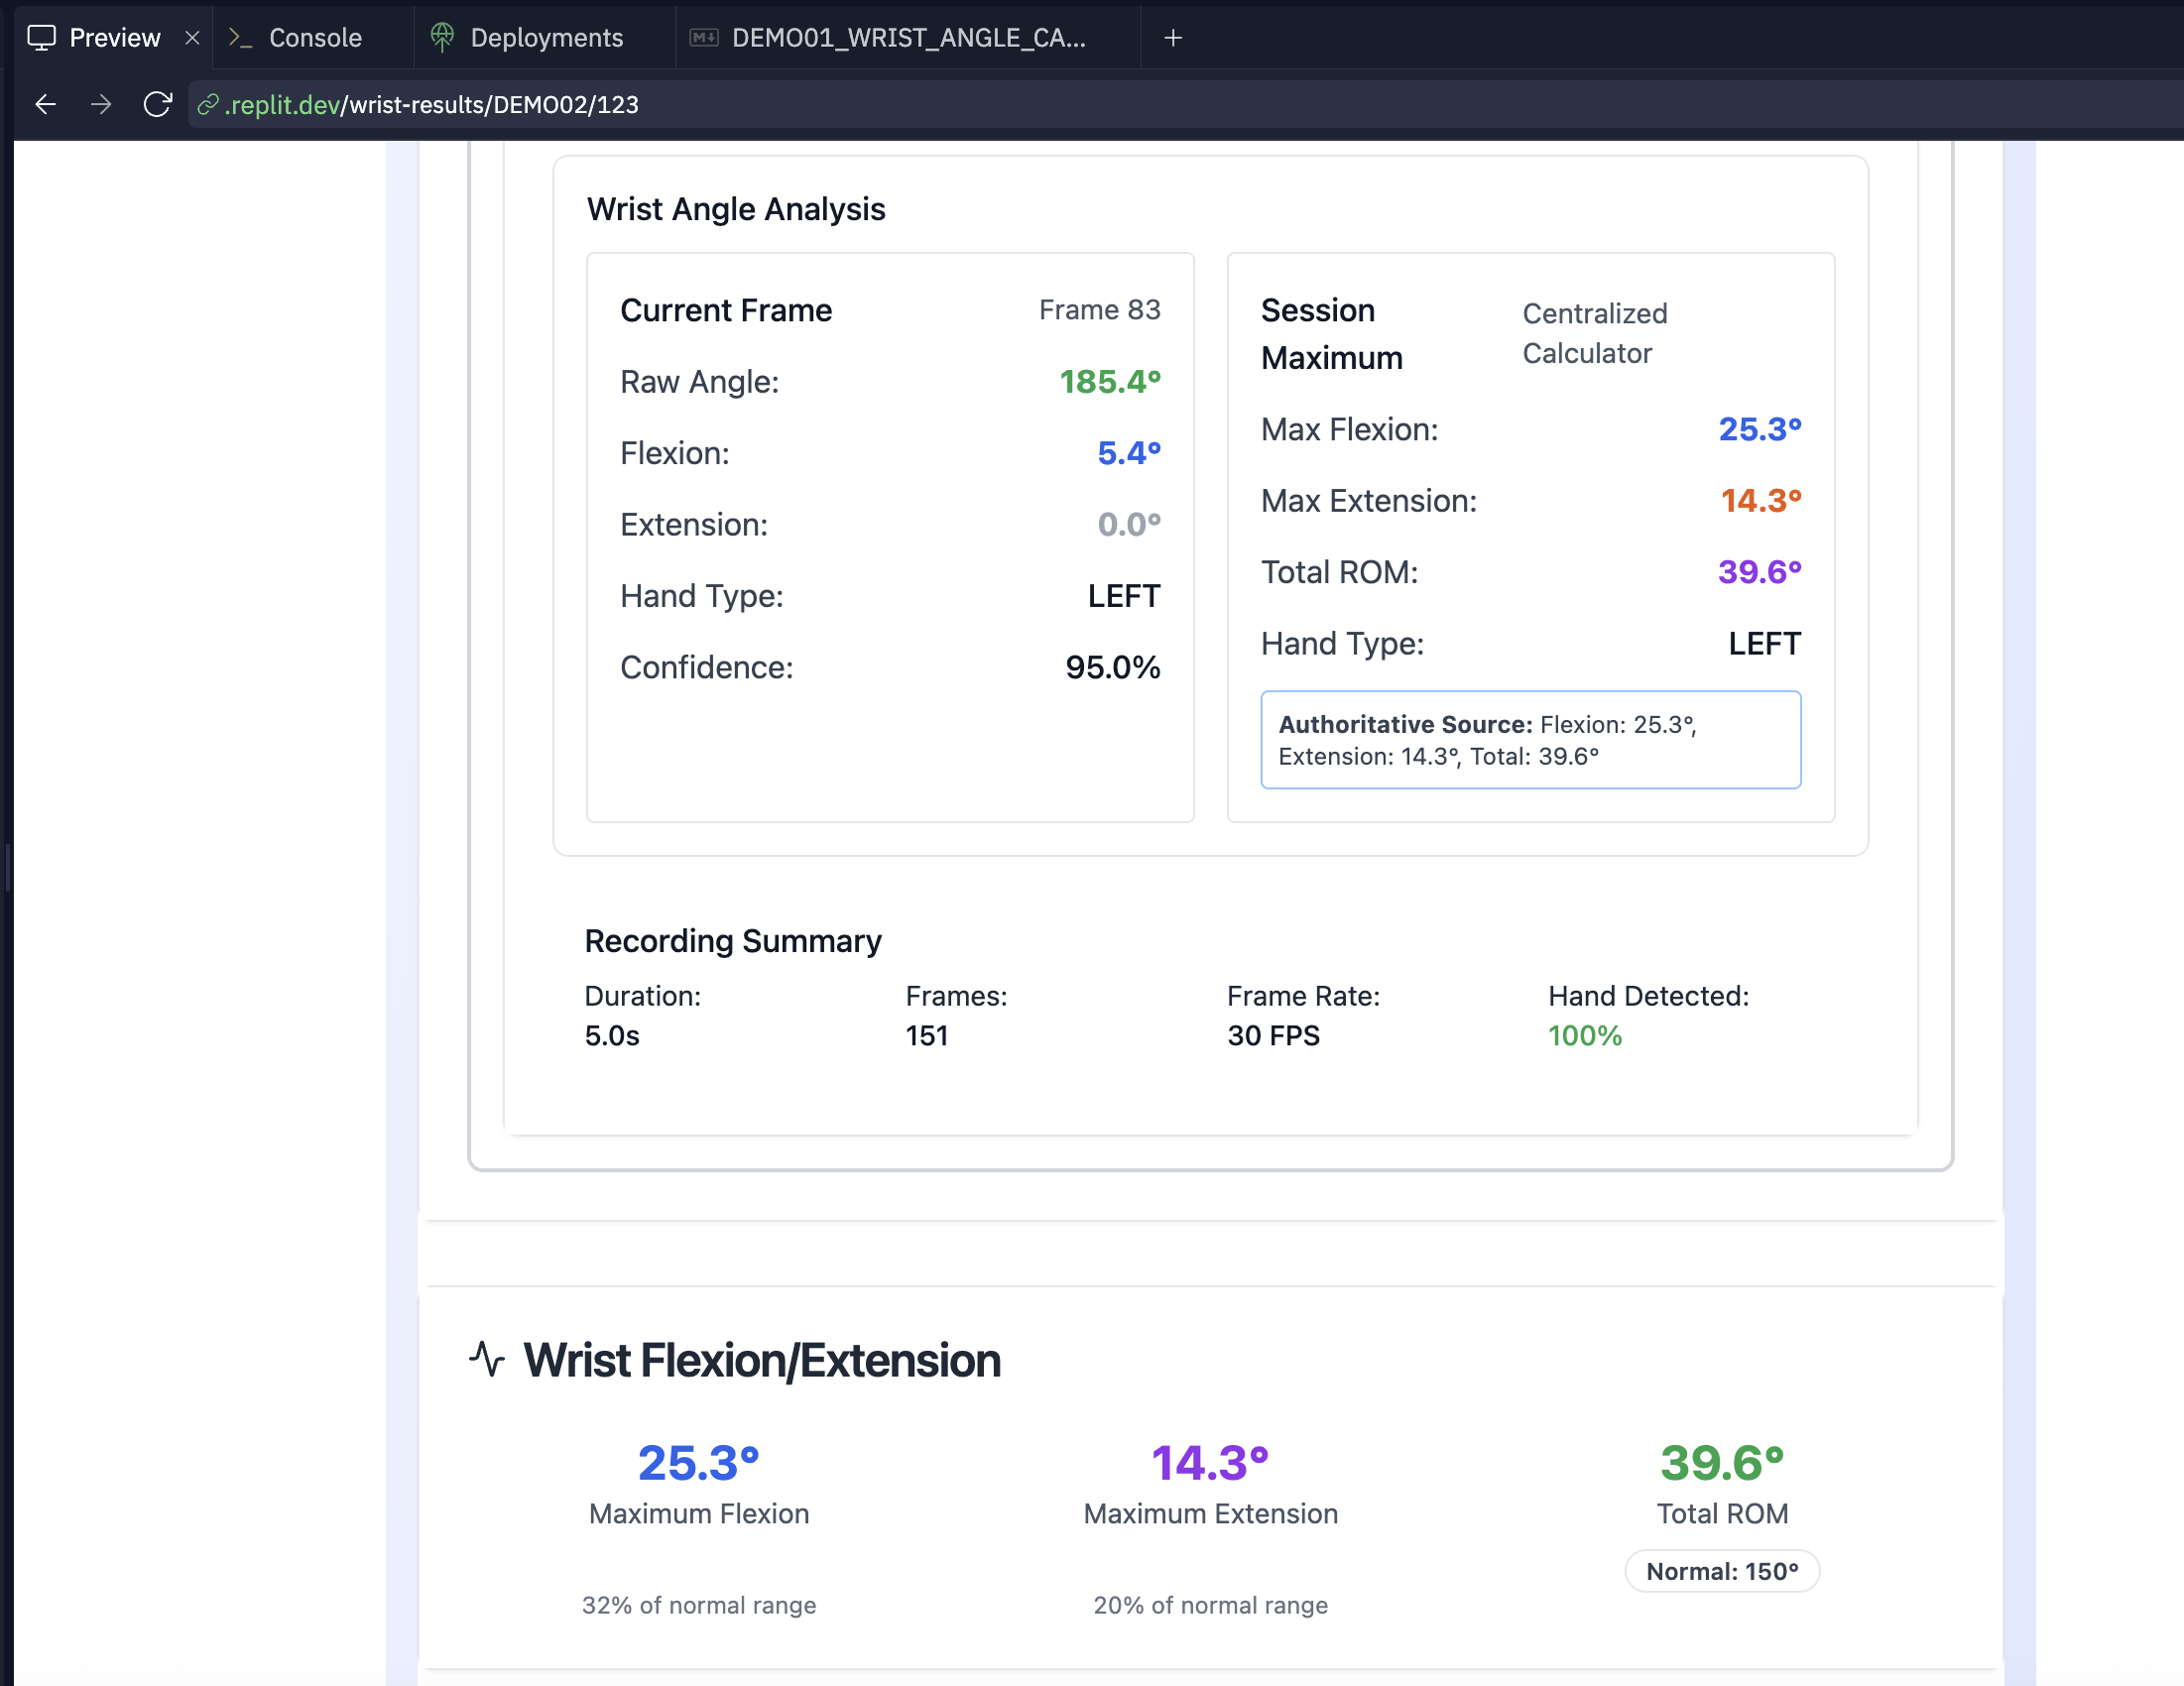 Preview
Console
Deployments
DEMO01_WRIST_ANGLE_CA...
.replit.dev/wrist-results/DEMO02/123
Wrist Angle Analysis
Current Frame Frame 83
Raw Angle: 185.4°
Flexion: 5.4°
Extension: 0.0°
Hand Type: LEFT
Confidence: 95.0%
Session Maximum
Centralized Calculator
Max Flexion: 25.3°
Max Extension: 14.3°
Total ROM: 39.6°
Hand Type: LEFT
Authoritative Source: Flexion: 25.3°,
Extension: 14.3°, Total: 39.6°
Recording Summary
Duration: 5.0s
Frames: 151
Frame Rate: 30 FPS
Hand Detected: 100%
Wrist Flexion/Extension
25.3°
Maximum Flexion
32% of normal range
14.3°
Maximum Extension
20% of normal range
39.6°
Total ROM
Normal: 150°